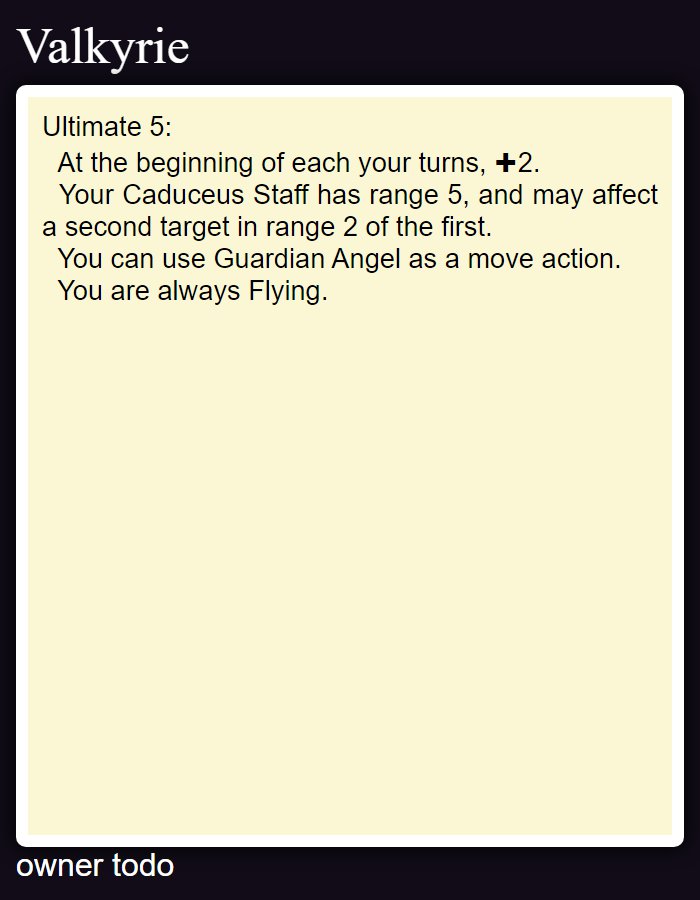 Valkyrie
Ultimate 5:
At the beginning of each your turns, ✚2.
Your Caduceus Staff has range 5, and may affect
a second target in range 2 of the first.
You can use Guardian Angel as a move action.
You are always Flying.
owner todo